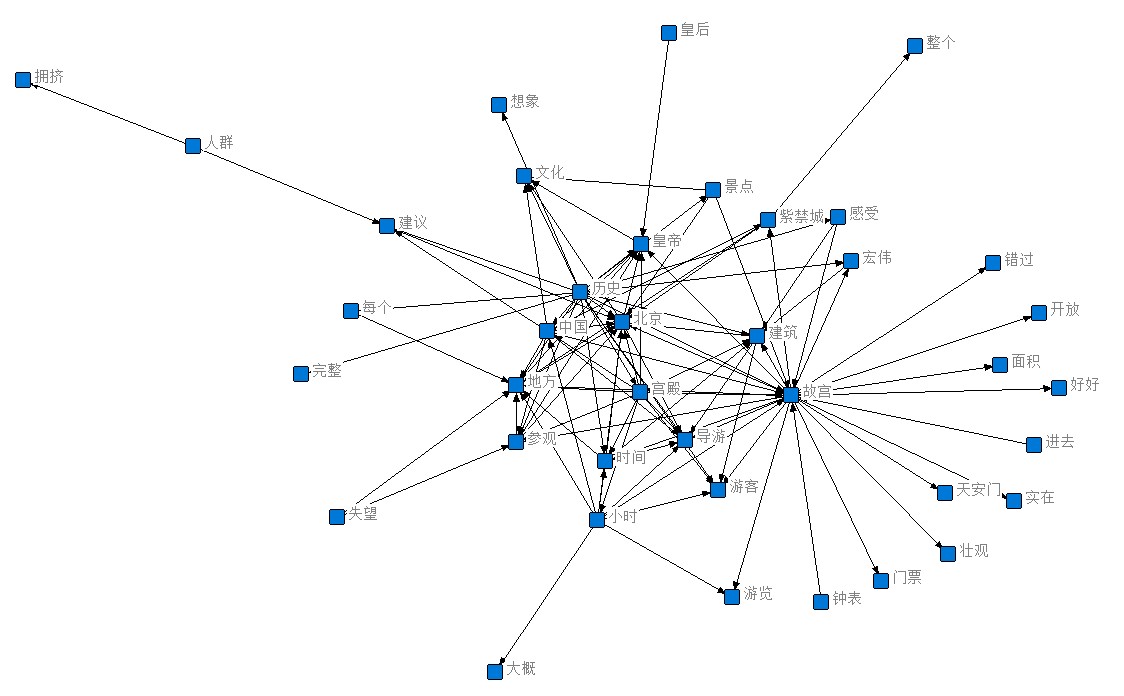 皇后
整个
拥挤
想象
人群
文化
景点
紫禁城
感受
建议
皇帝
宏伟
错过
历史
每个
开放
北京
中国
建筑
面积
完整
地方
宫殿
故宫
好好
参观
导游
进去
时间
游客
天安门
实在
失望
小时
壮观
门票
游览
钟表
大概